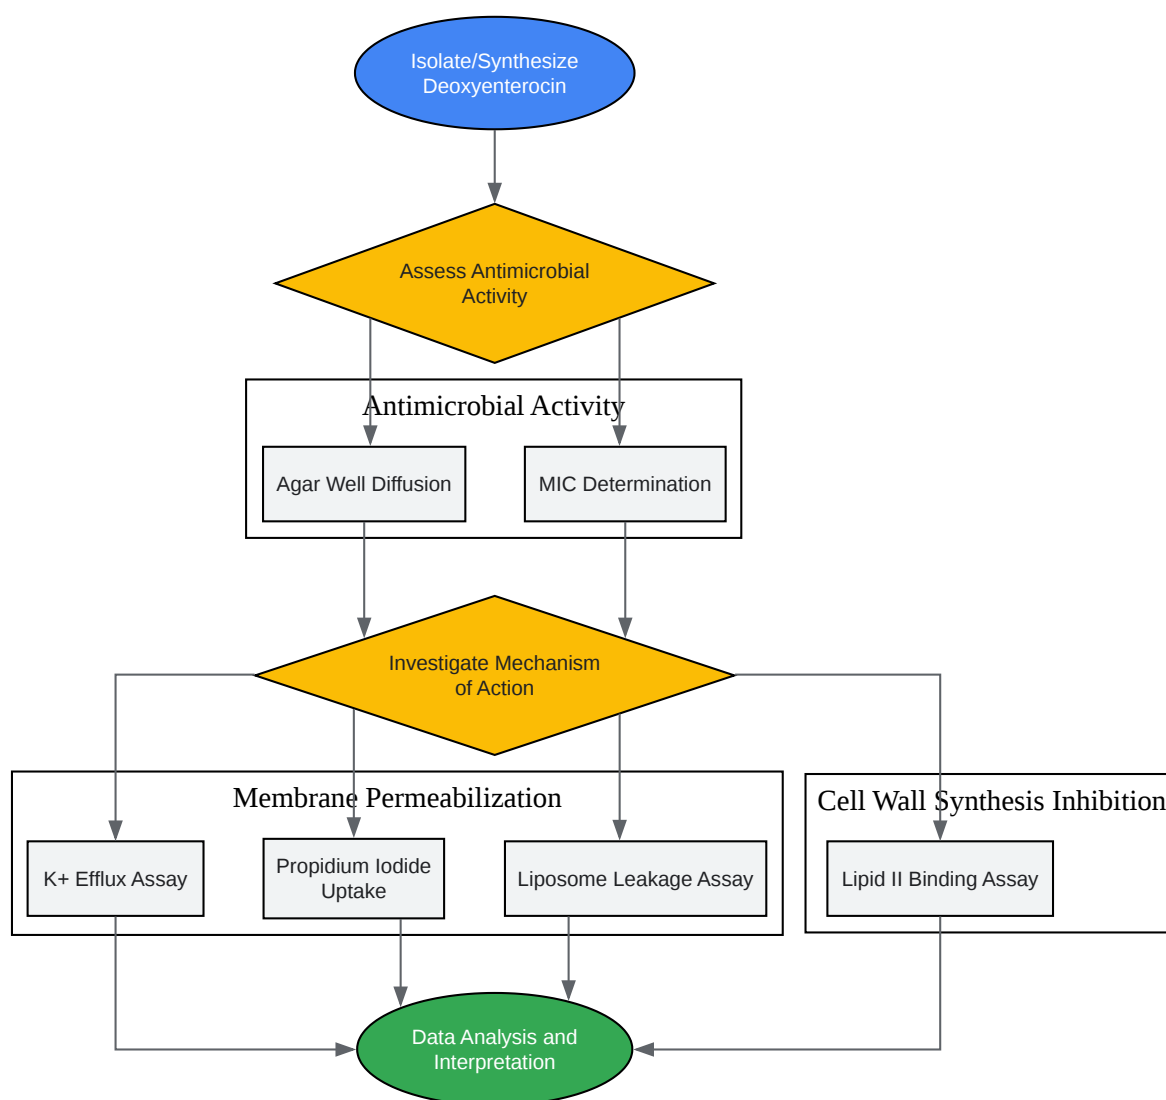 Isolate/Synthesize
Deoxyenterocin
Assess Antimicrobial
Activity
Antimicrobial Activity
Agar Well Diffusion
MIC Determination
Investigate Mechanism
of Action
Membrane Permeabilization
Cell Wall Synthesis Inhibition
K+ Efflux Assay
Propidium Iodide
Uptake
Liposome Leakage Assay
Lipid II Binding Assay
Data Analysis and
Interpretation